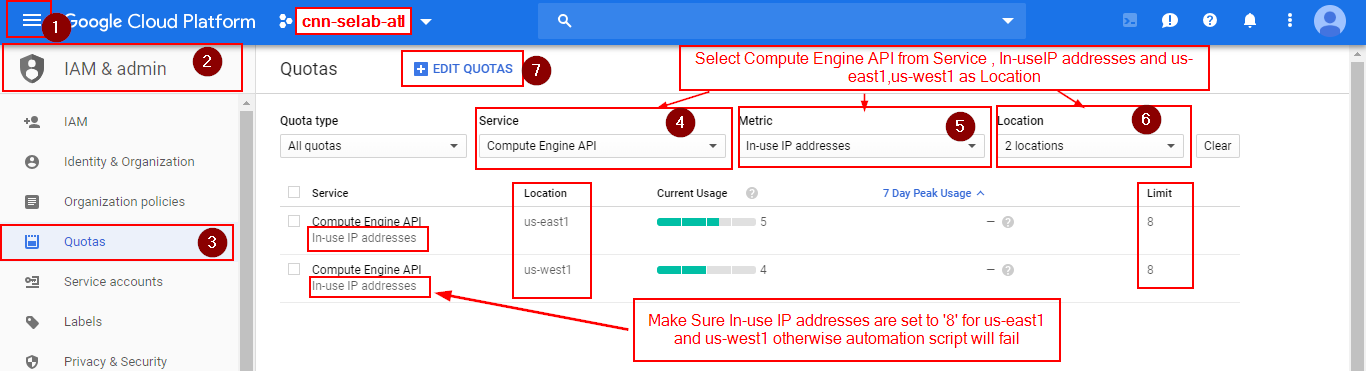 1
Google Cloud Platform
cnn-selab-atl
2
IAM & admin
Quotas
EDIT QUOTAS
7
Select Compute Engine API from Service , In-useIP addresses and us-
east1,us-west1 as Location
IAM
Identity & Organization
Organization policies
Quotas
3
Service accounts
Labels
Privacy & Security
Quota type
All quotas
Service
4
Compute Engine API
Metric
5
In-use IP addresses
Location
6
2 locations
Clear
Service
Location
Current Usage
7 Day Peak Usage
Limit
Compute Engine API
In-use IP addresses
us-east1
5
–
8
Compute Engine API
In-use IP addresses
us-west1
4
–
8
Make Sure In-use IP addresses are set to '8' for us-east1
and us-west1 otherwise automation script will fail